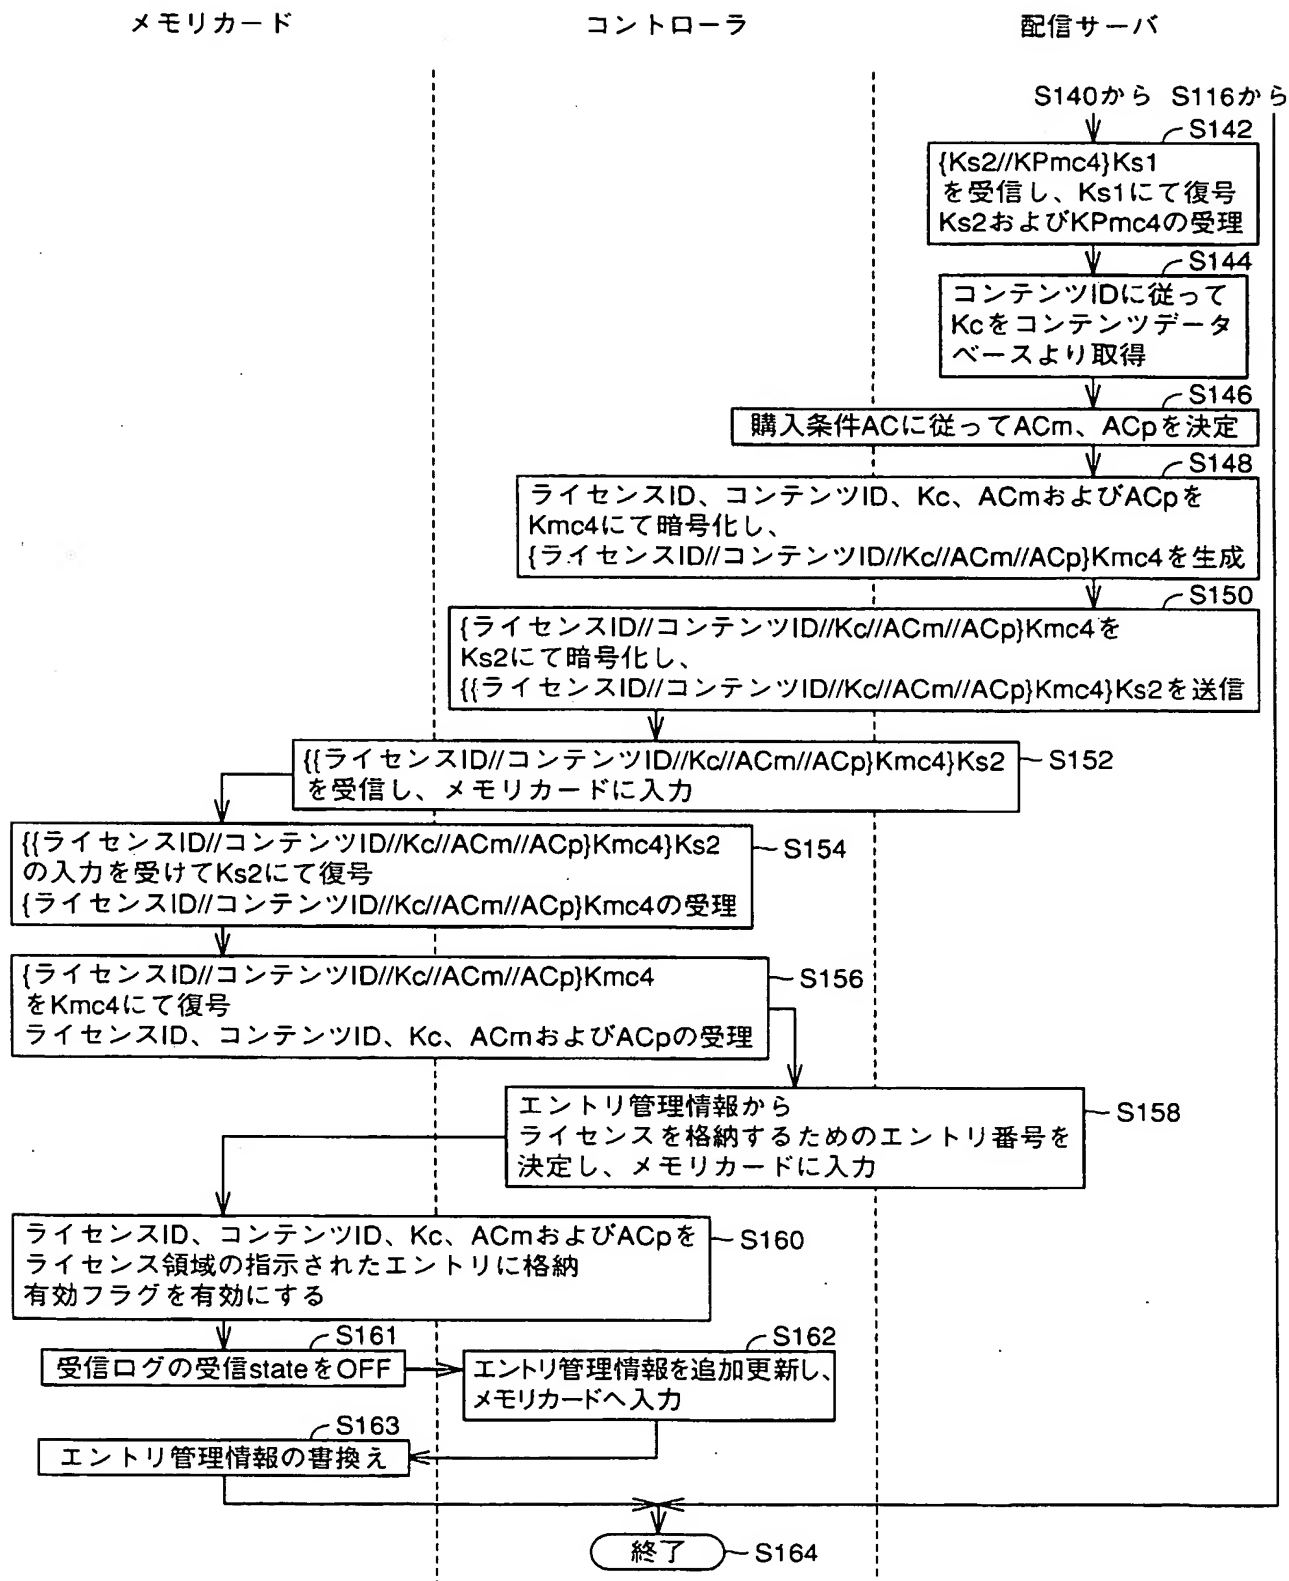 メモリカード
コントローラ
配信サーバ
S140から
S116から
S142
{Ks2//KPmc4}Ks1
を受信し、Ks1にて復号
Ks2およびKPmc4の受理
S144
コンテンツIDに従って
Kcをコンテンツデータ
ベースより取得
S146
購入条件ACに従ってACm、ACpを決定
S148
ライセンスID、コンテンツID、Kc、ACmおよびACpを
Kmc4にて暗号化し、
{ライセンスID//コンテンツID//Kc//ACm//ACp}Kmc4を生成
S150
{ライセンスID//コンテンツID//Kc//ACm//ACp}Kmc4を
Ks2にて暗号化し、
{{ライセンスID//コンテンツID//Kc//ACm//ACp}Kmc4}Ks2を送信
{{ライセンスID//コンテンツID//Kc//ACm//ACp}Kmc4}Ks2
を受信し、メモリカードに入力
S152
{{ライセンスID//コンテンツID//Kc//ACm//ACp}Kmc4}Ks2
の入力を受けてKs2にて復号
{ライセンスID//コンテンツID//Kc//ACm//ACp}Kmc4の受理
S154
{ライセンスID//コンテンツID//Kc//ACm//ACp}Kmc4
をKmc4にて復号
ライセンスID、コンテンツID、Kc、ACmおよびACpの受理
S156
エントリ管理情報から
ライセンスを格納するためのエントリ番号を
決定し、メモリカードに入力
S158
ライセンスID、コンテンツID、Kc、ACmおよびACpを
ライセンス領域の指示されたエントリに格納
有効フラグを有効にする
S160
S161
受信ログの受信stateをOFF
S162
エントリ管理情報を追加更新し、
メモリカードへ入力
S163
エントリ管理情報の書換え
終了
S164